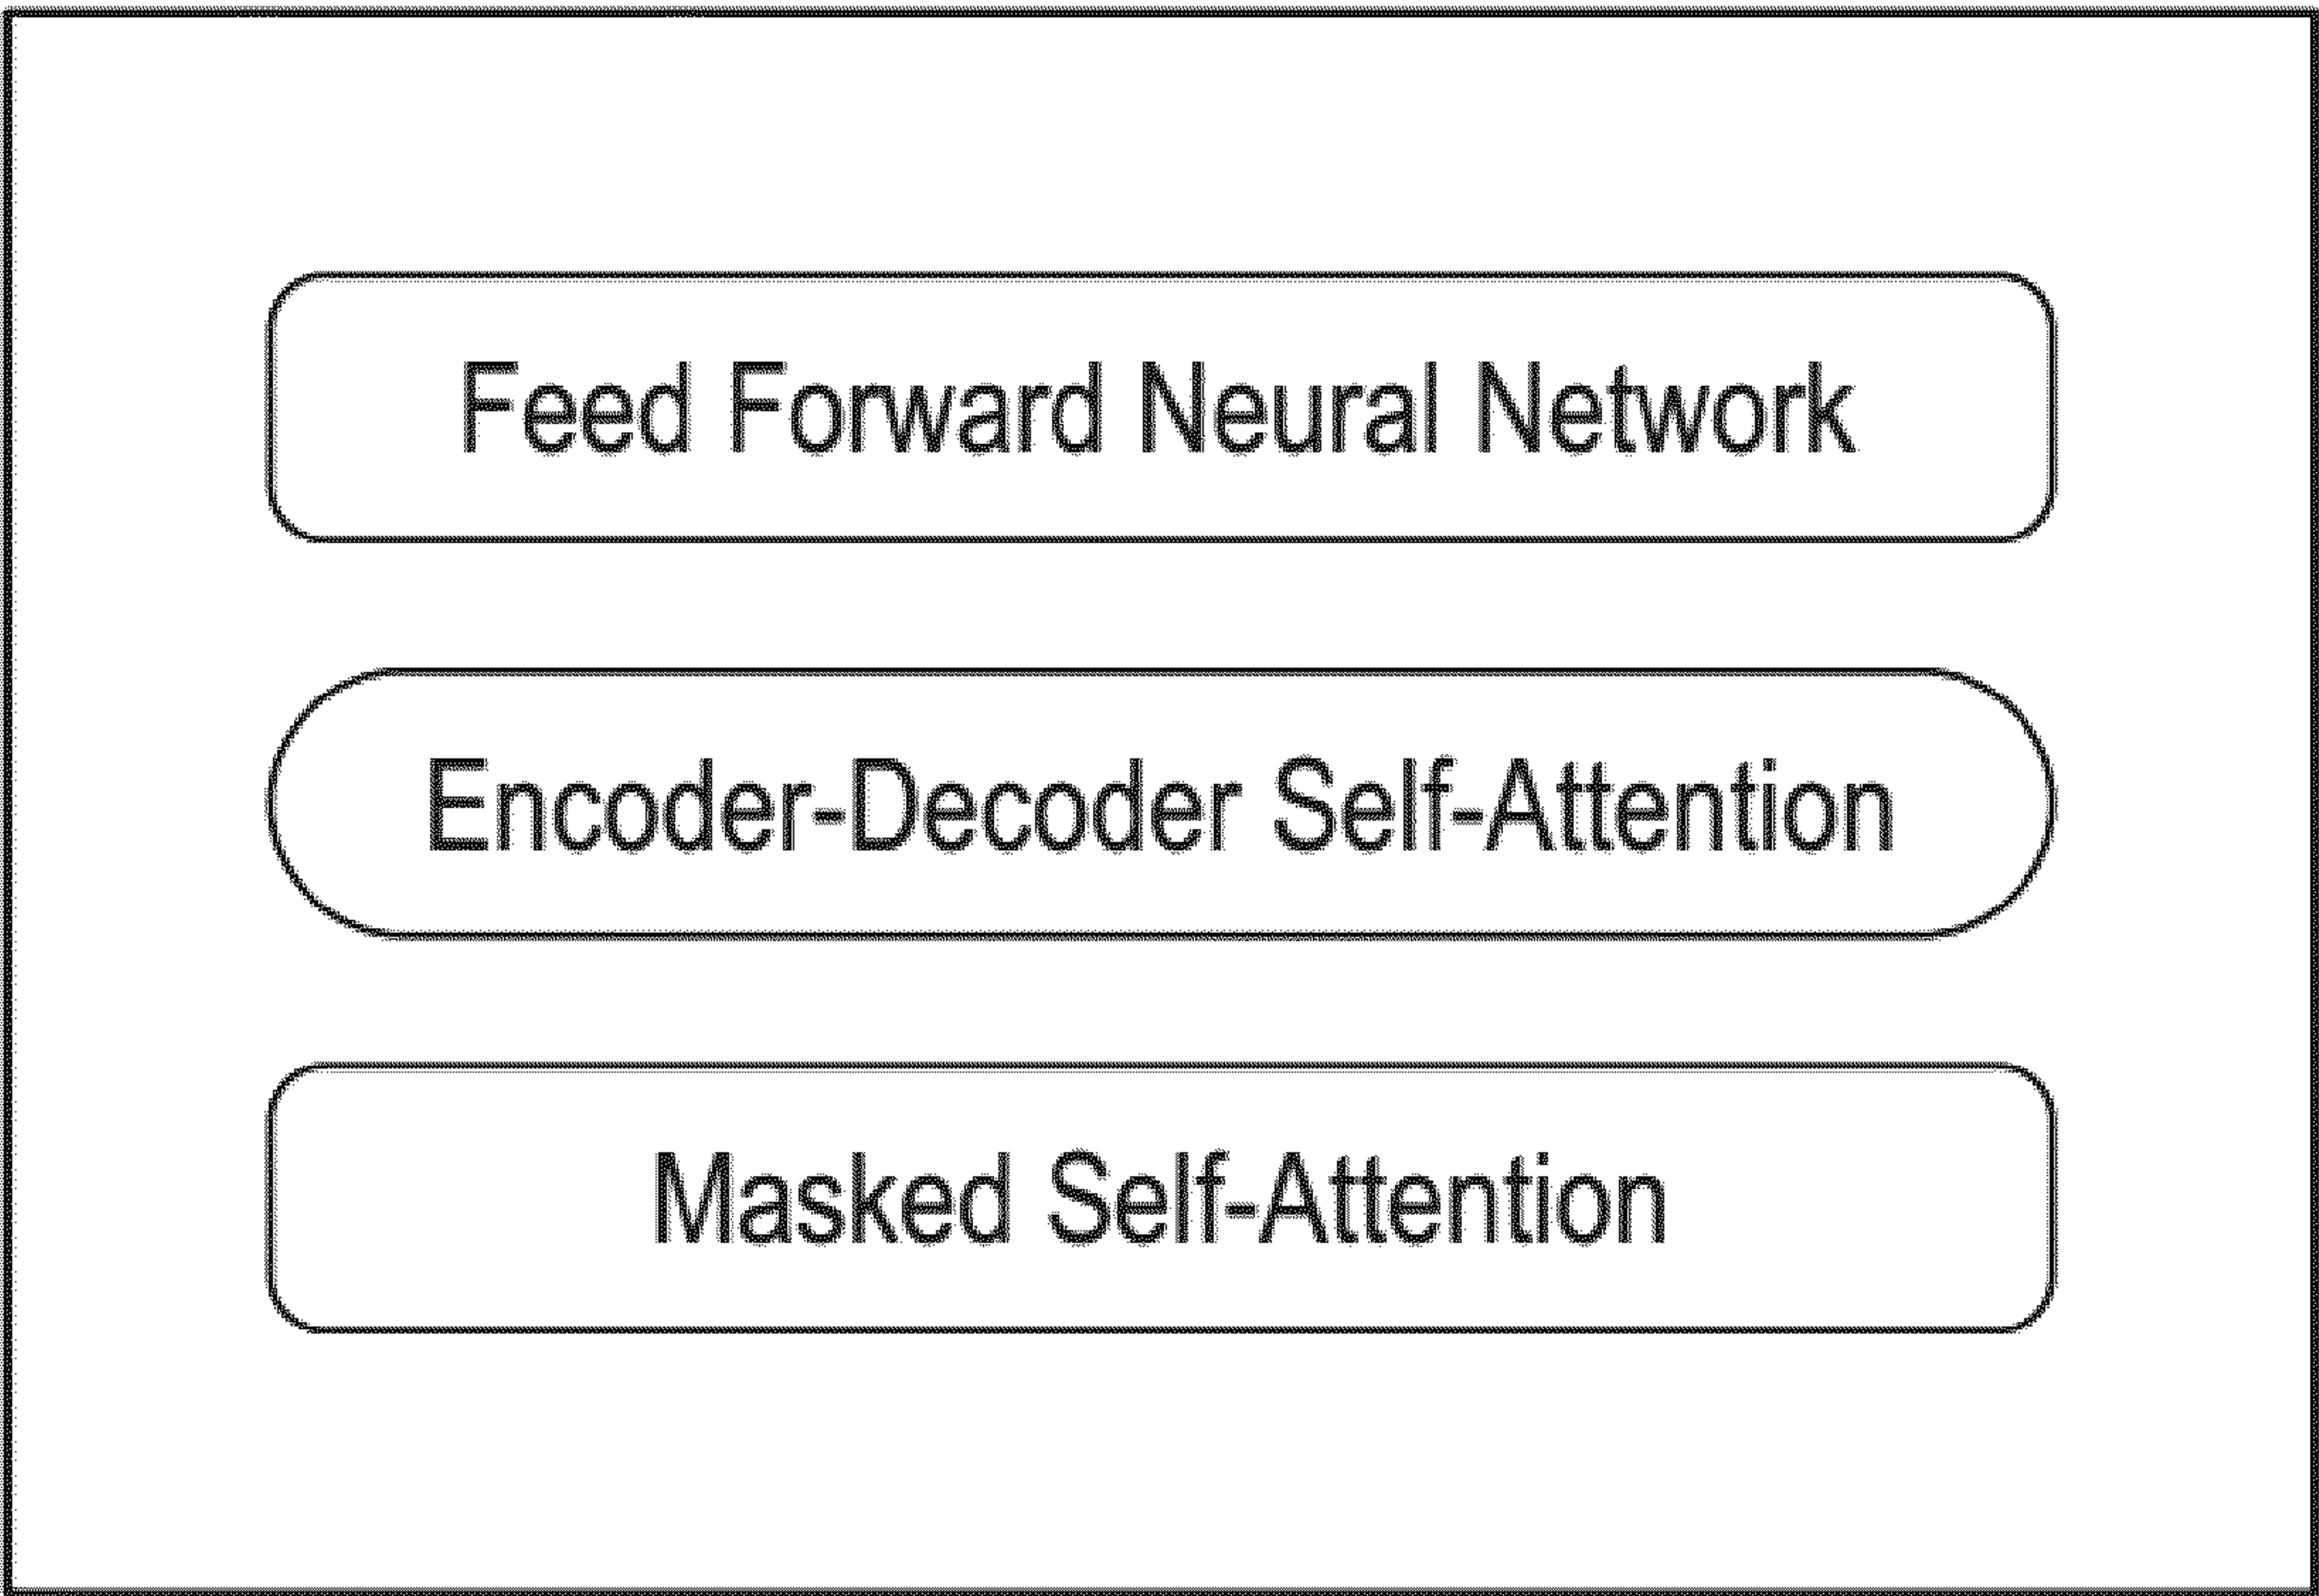 Feed Forward Neural Network
Encoder-Decoder Self-Attention
Masked Self-Attention